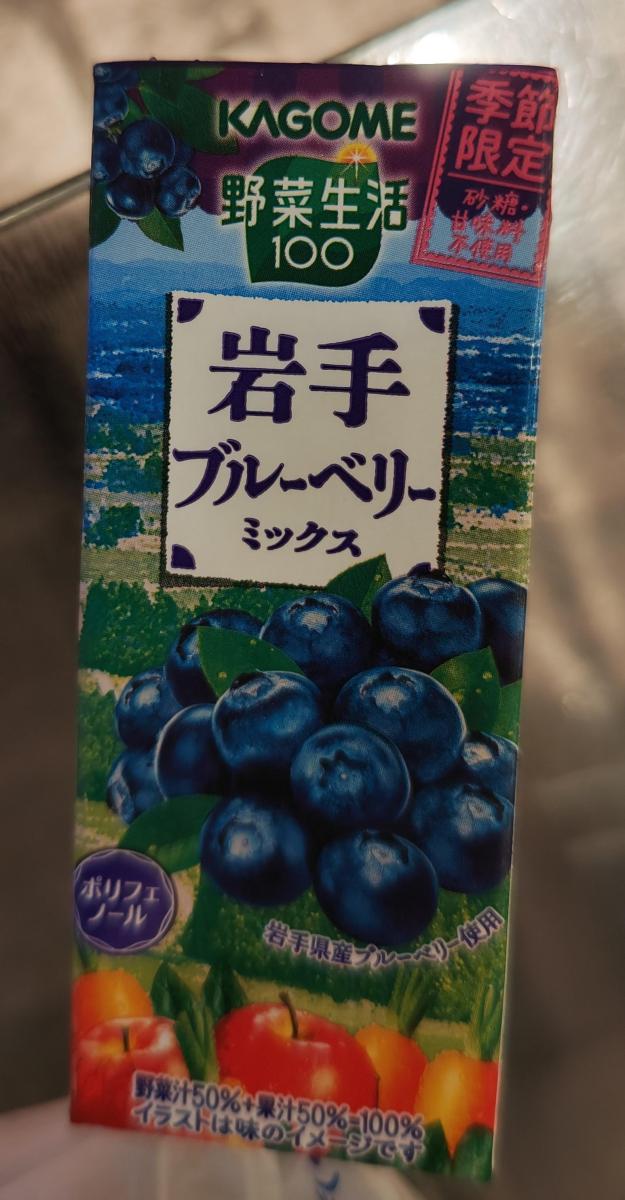 KAGOME
野菜生活
100
季節
限定
砂糖・
甘味料
不使用
岩手
ブルーベリー
ミックス
ポリフェ
ノール
岩手県産ブルーベリー使用
野菜汁50%+果汁50%=100%
イラストは味のイメージです